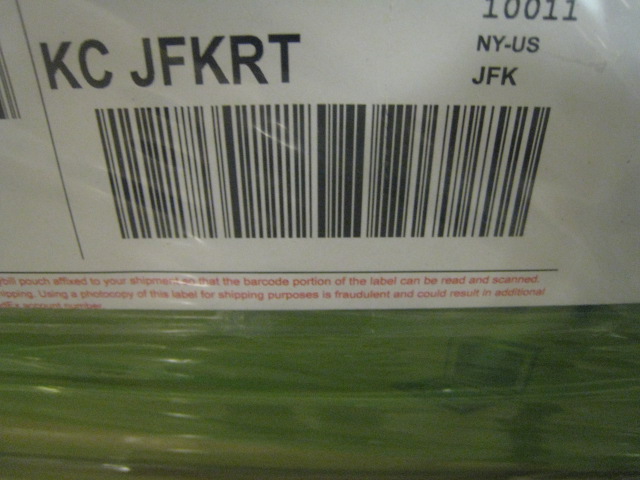 10011
KC JFKRT
NY-US
JFK
pouch affixed to your shipment so that the barcode portion of the label can be read and scanned.
Using a photocopy of this label for shipping purposes is fraudulent and could result in additional
account number.